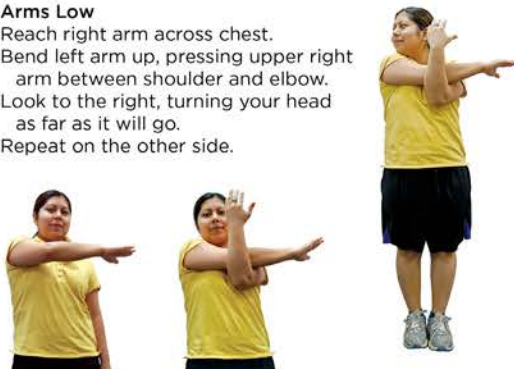 Arms Low
Reach right arm across chest.
Bend left arm up, pressing upper right
arm between shoulder and elbow.
Look to the right, turning your head
as far as it will go.
Repeat on the other side.